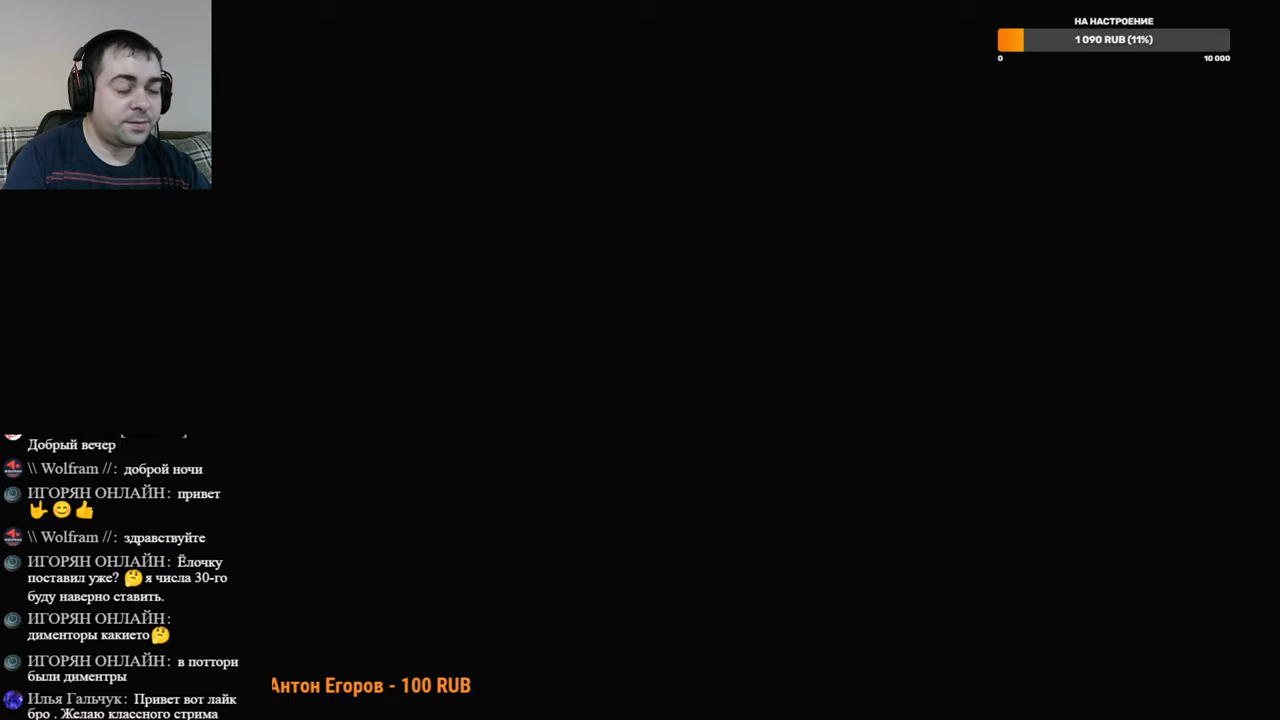 НА НАСТРОЕНИЕ
1 090 RUB (11%)
0
10 000
Добрый вечер
\\ Wolfram //: доброй ночи
ИГОРЯН ОНЛАЙН: привет
🤟😊👍
\\ Wolfram //: здравствуйте
ИГОРЯН ОНЛАЙН: Ёлочку
поставил уже? 🤔 я числа 30-го
буду наверно ставить.
ИГОРЯН ОНЛАЙН:
дименторы какието🤔
ИГОРЯН ОНЛАЙН: в поттори
были диментры
Илья Гальчук: Привет вот лайк
бро . Желаю классного стрима
Антон Егоров - 100 RUB